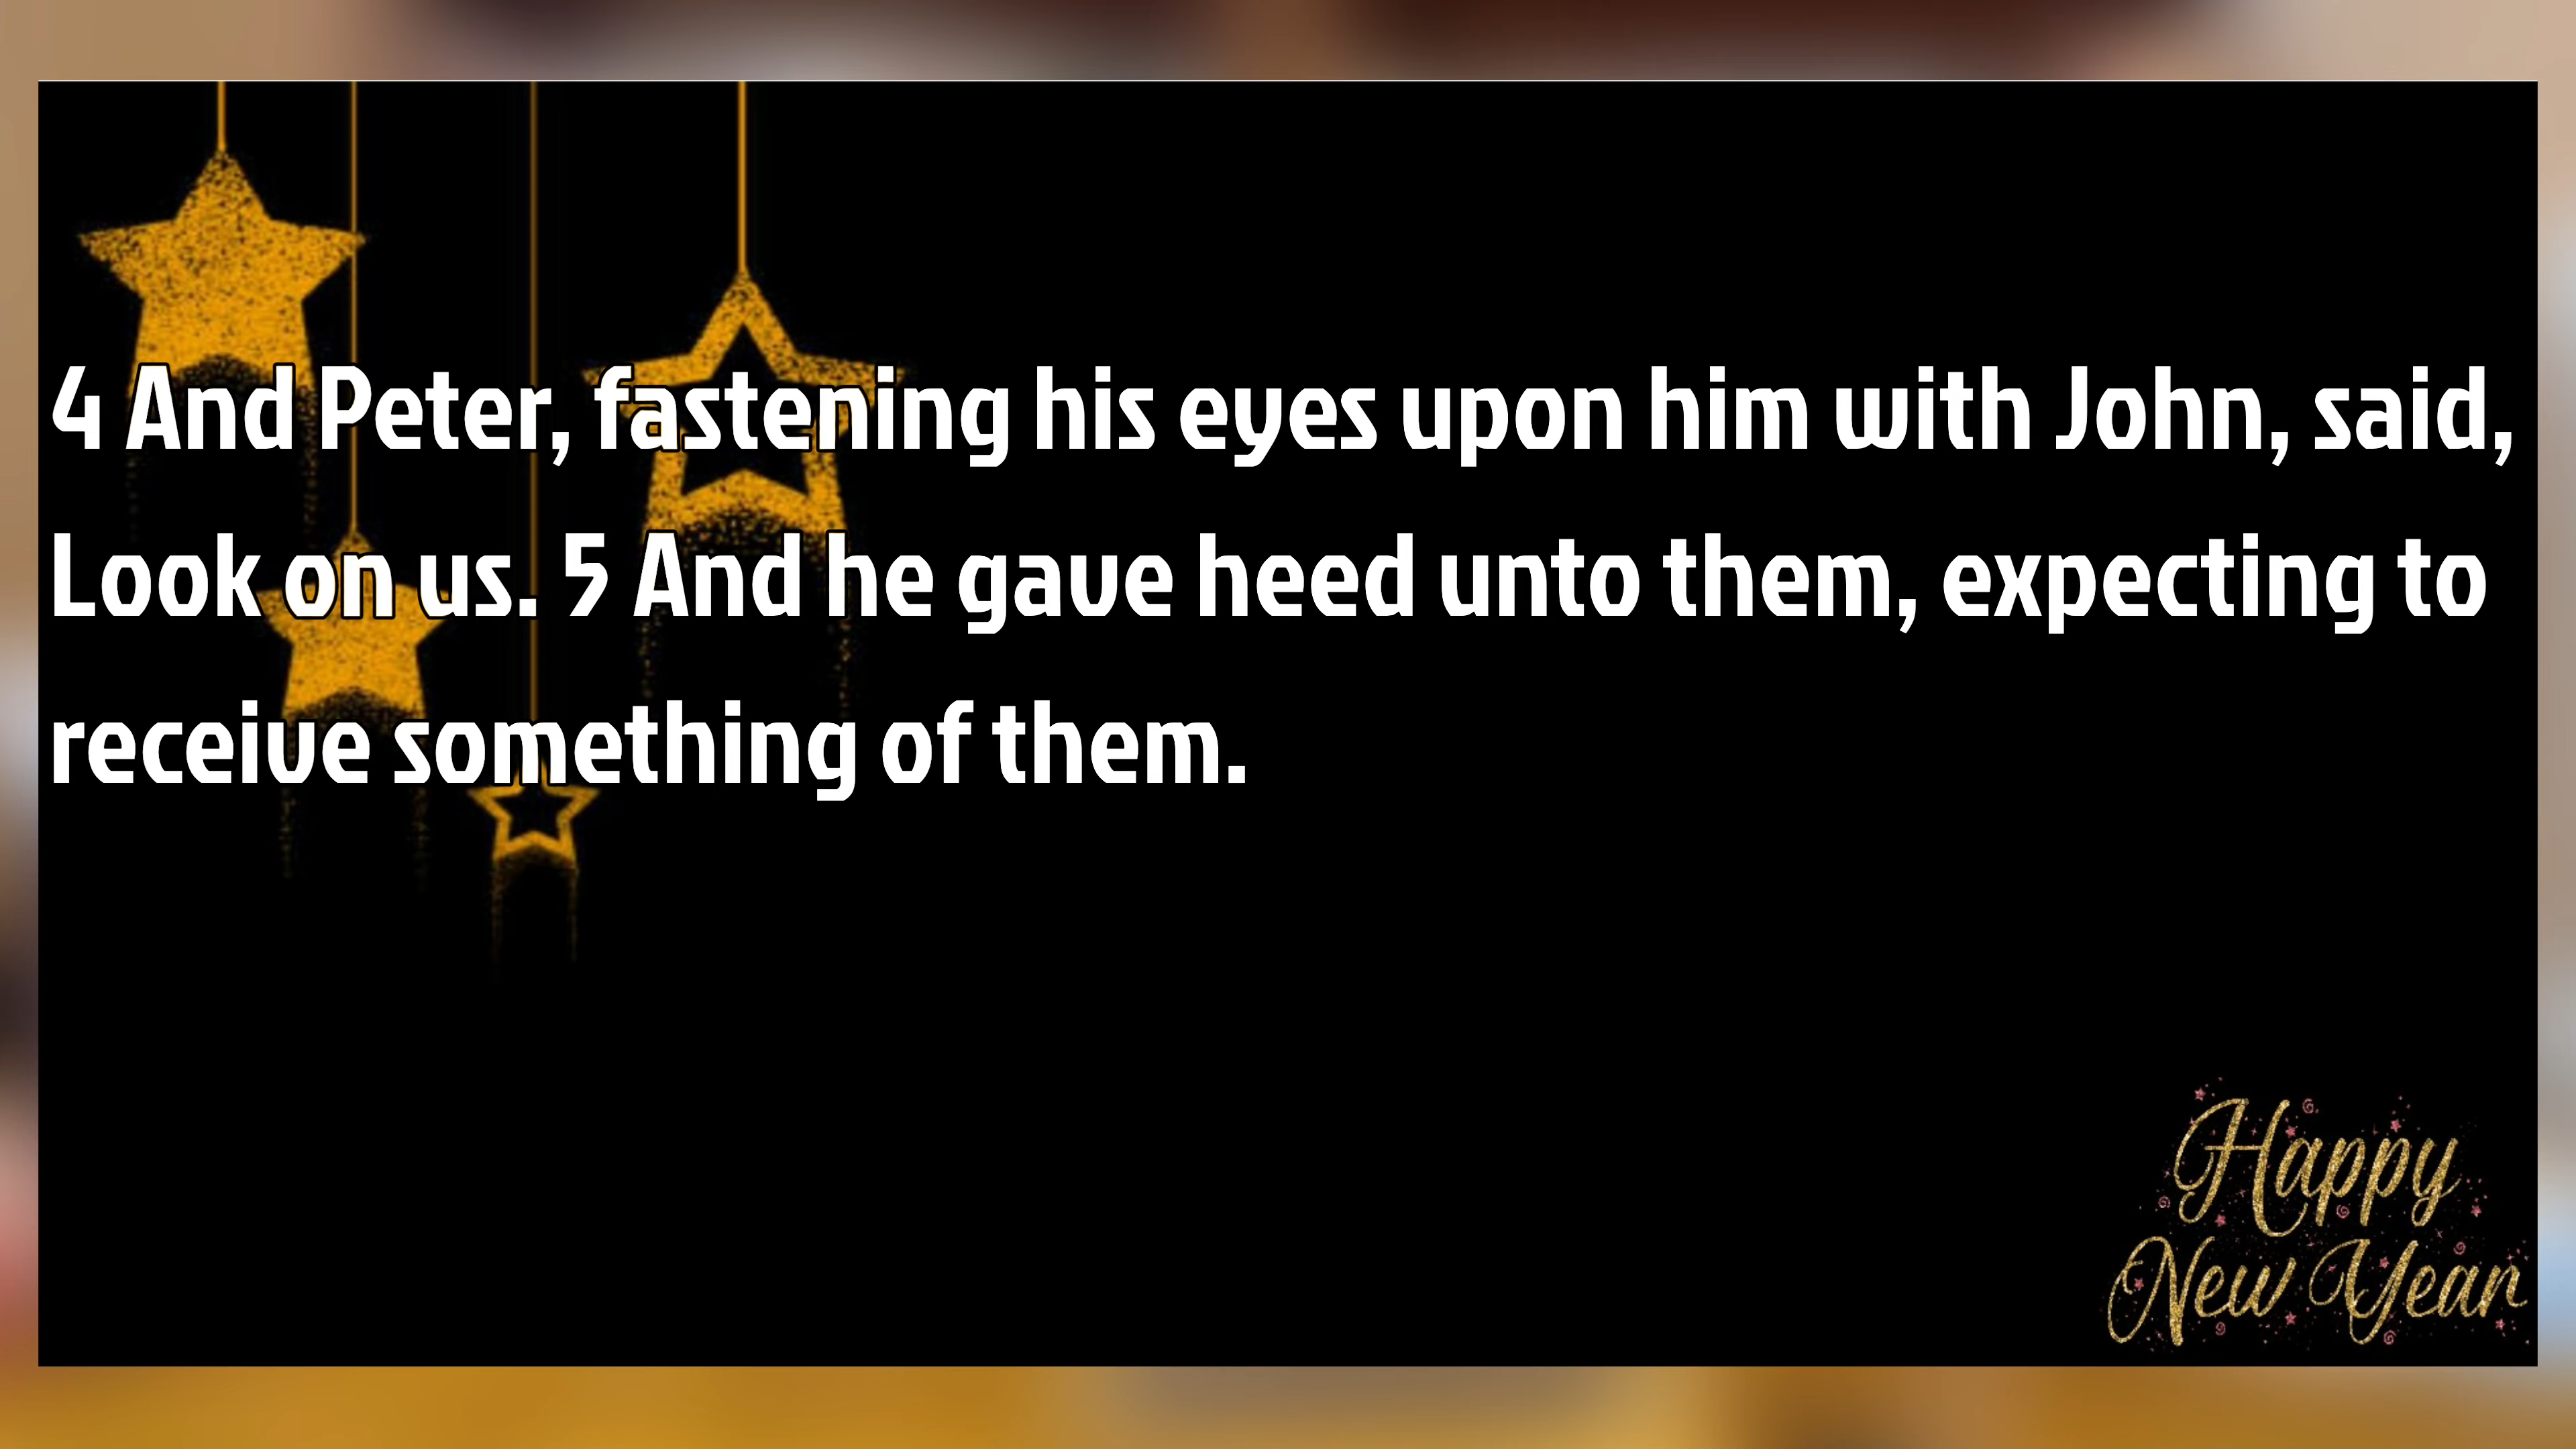 4 And Peter, fastening his eyes upon him with John, said,
Look on us. 5 And he gave heed unto them, expecting to
receive something of them.
Happy
New Year